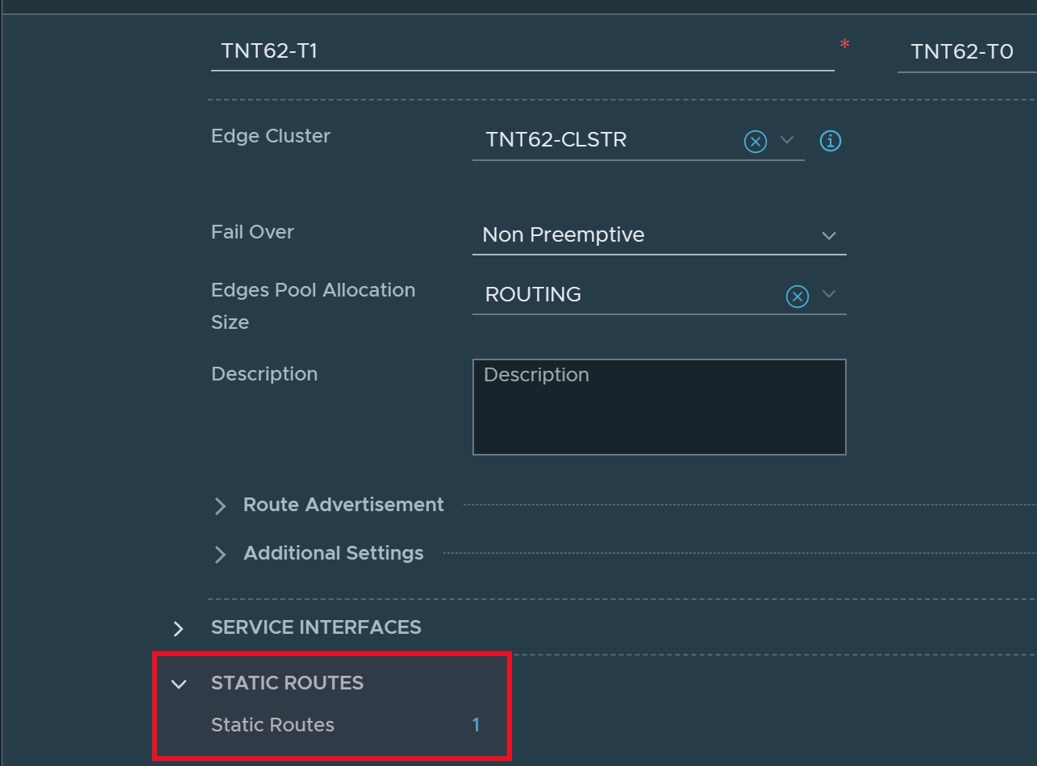 TNT62-T1 * TNT62-T0
Edge Cluster TNT62-CLSTR
Fail Over Non Preemptive
Edges Pool Allocation Size ROUTING
Description Description
Route Advertisement
Additional Settings
SERVICE INTERFACES
STATIC ROUTES
Static Routes 1